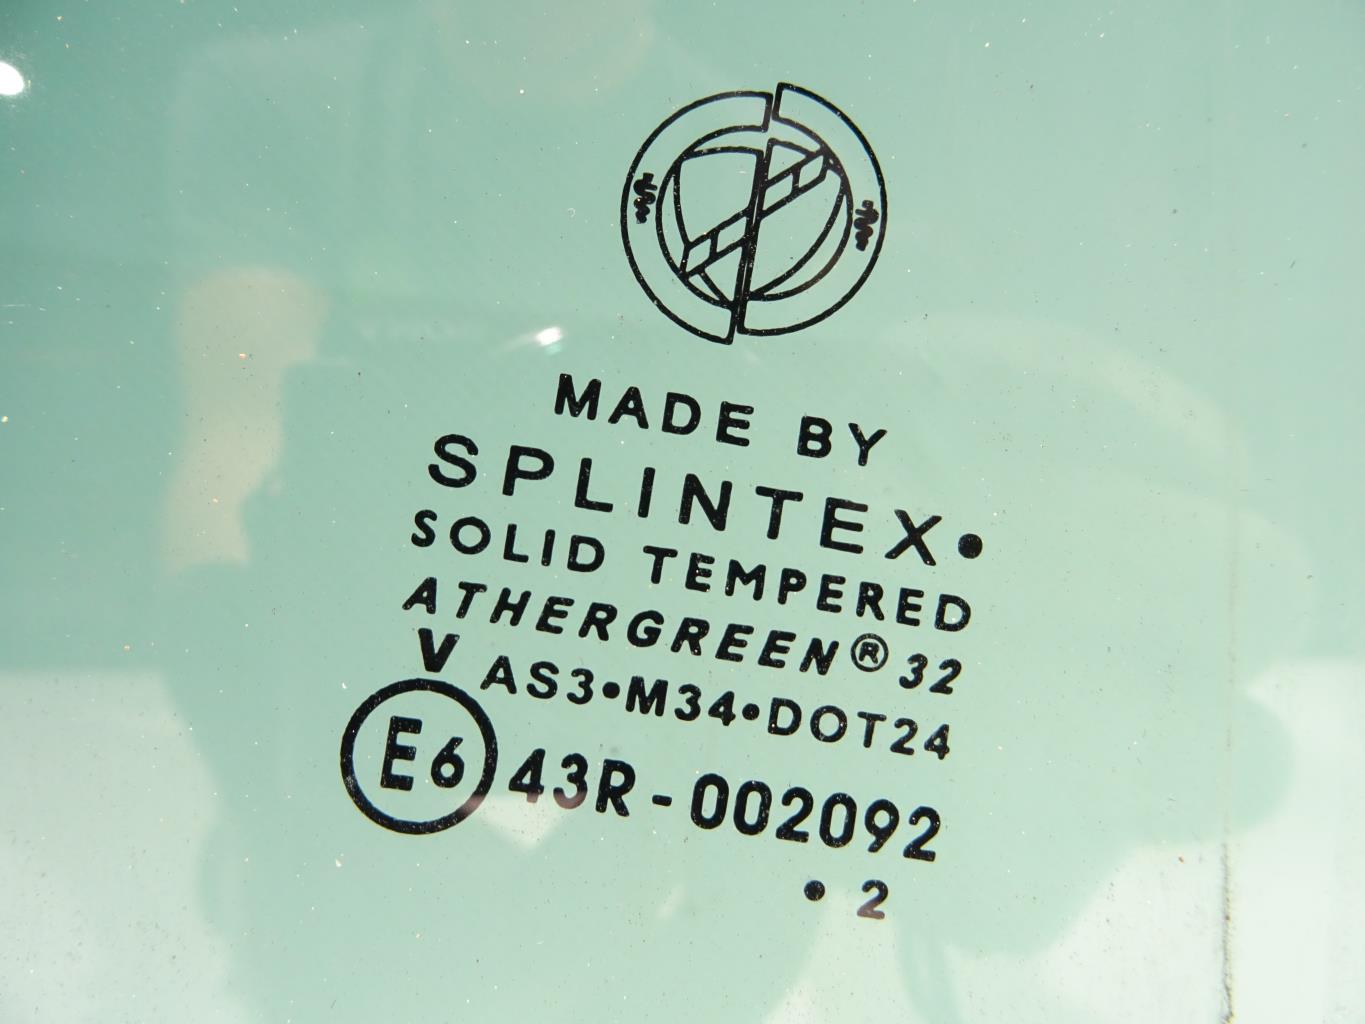 MADE BY
SPLINTEX•
SOLID TEMPERED
ATHERGREEN® 32
V AS3•M34•DOT24
E6 43R-002092
• 2